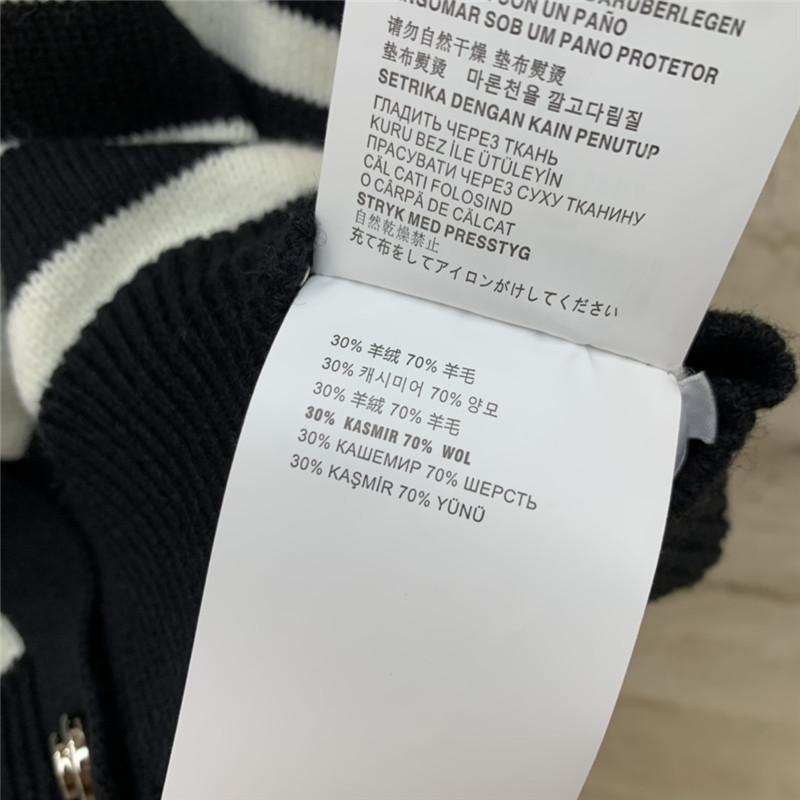 DARÜBERLEGEN
CON UN PAÑO
SOB UM PANO PROTETOR
请勿自然干燥 垫布熨烫
垫布熨烫 마른천을 깔고다림질
SETRIKA DENGAN KAIN PENUTUP
ГЛАДИТЬ ЧЕРЕЗ ТКАНЬ
KURU BEZ İLE ÜTÜLEYİN
ПРАСУВАТИ ЧЕРЕЗ СУХУ ТКАНИНУ
CĂL CATI FOLOSIND
O CÂRPĂ DE CĂLCAT
STRYK MED PRESSTYG
自然乾燥禁止
充て布をしてアイロンがけしてください
30% 羊绒 70% 羊毛
30% 캐시미어 70% 양모
30% 羊绒 70% 羊毛
30% KASMIR 70% WOL
30% КАШЕМИР 70% ШЕРСТЬ
30% KAŞMİR 70% YÜNÜ